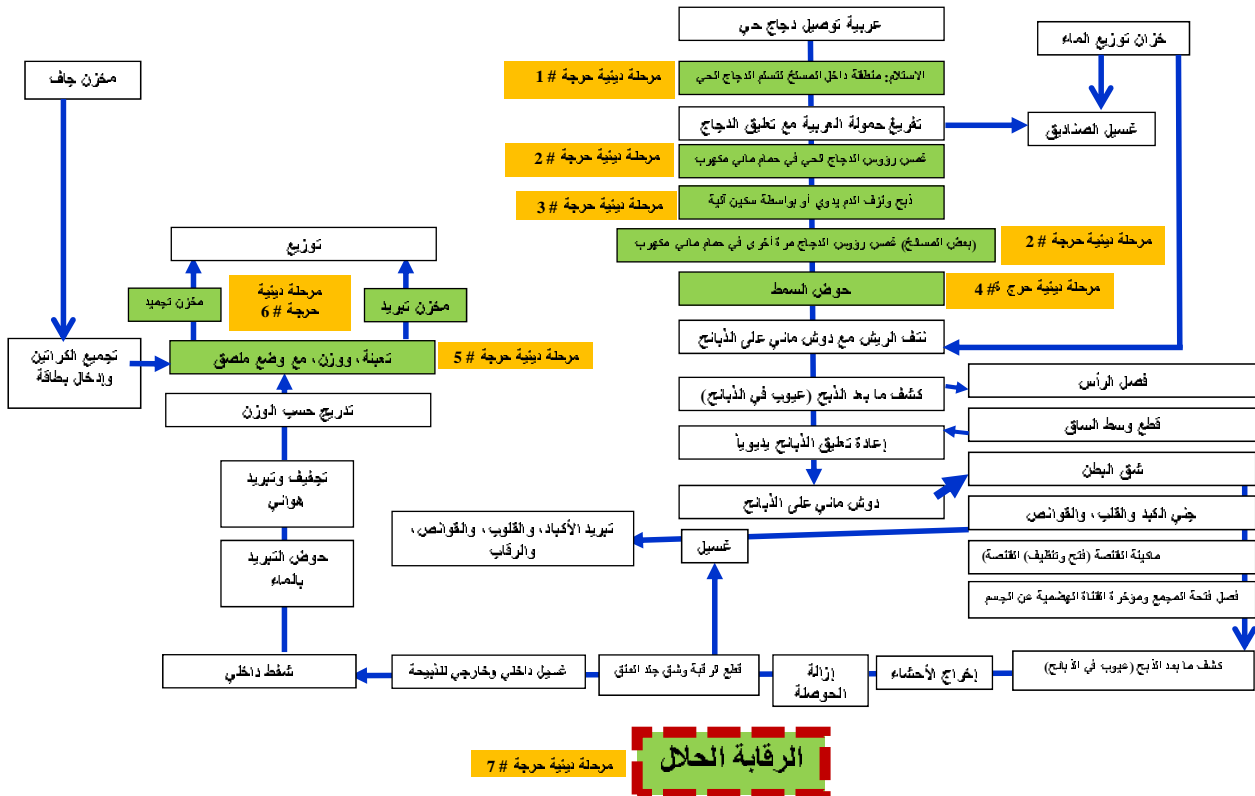 عربية توصيل دجاج حي
خزان توزيع الماء
مخزن جاف
مرحلة دينية حرجة # 1
الاستلام: منطقة داخل المسلخ لتسلم الدجاج الحي
تفريغ حمولة العربية مع تعليق الدجاج
غسيل الصناديق
مرحلة دينية حرجة # 2
غمس رؤوس الدجاج الحي في حمام مائي مكهرب
مرحلة دينية حرجة # 3
ذبح ونزف الدم يدوي أو بواسطة سكين آلية
(بعض المسالخ) غمس رؤوس الدجاج مرة أخرى في حمام مائي مكهرب
مرحلة دينية حرجة # 2
توزيع
حوض السمط
مرحلة دينية حرج ة# 4
مخزن تبريد
مرحلة دينية
حرجة # 6
مخزن تجميد
نتف الريش مع دوش مائي على الذبائح
مرحلة دينية حرجة # 5
تعبئة، ووزن، مع وضع ملصق
تجميع الكراتين
وإدخال بطاقة
كشف ما بعد الذبح (عيوب في الذبائح)
فصل الرأس
تدريج حسب الوزن
قطع وسط الساق
إعادة تعليق الذبائح يديوياً
شق البطن
تجفيف وتبريد
هوائي
دوش مائي على الذبائح
جني الكبد والقلب، والقوانص
تبريد الأكباد، والقلوب، والقوانص،
والرقاب
غسيل
ماكينة القنصة (فتح وتنظيف) القنصة)
حوض التبريد
بالماء
فصل فتحة المجمع ومؤخرة القناة الهضمية عن الجسم
كشف ما بعد الذبح (عيوب في الذبائح)
إخراج الأحشاء
إزالة
الحوصلة
قطع الرقبة وشق جلد العنق
غسيل داخلي وخارجي للذبيحة
شفط داخلي
الرقابة الحلال
مرحلة دينية حرجة # 7